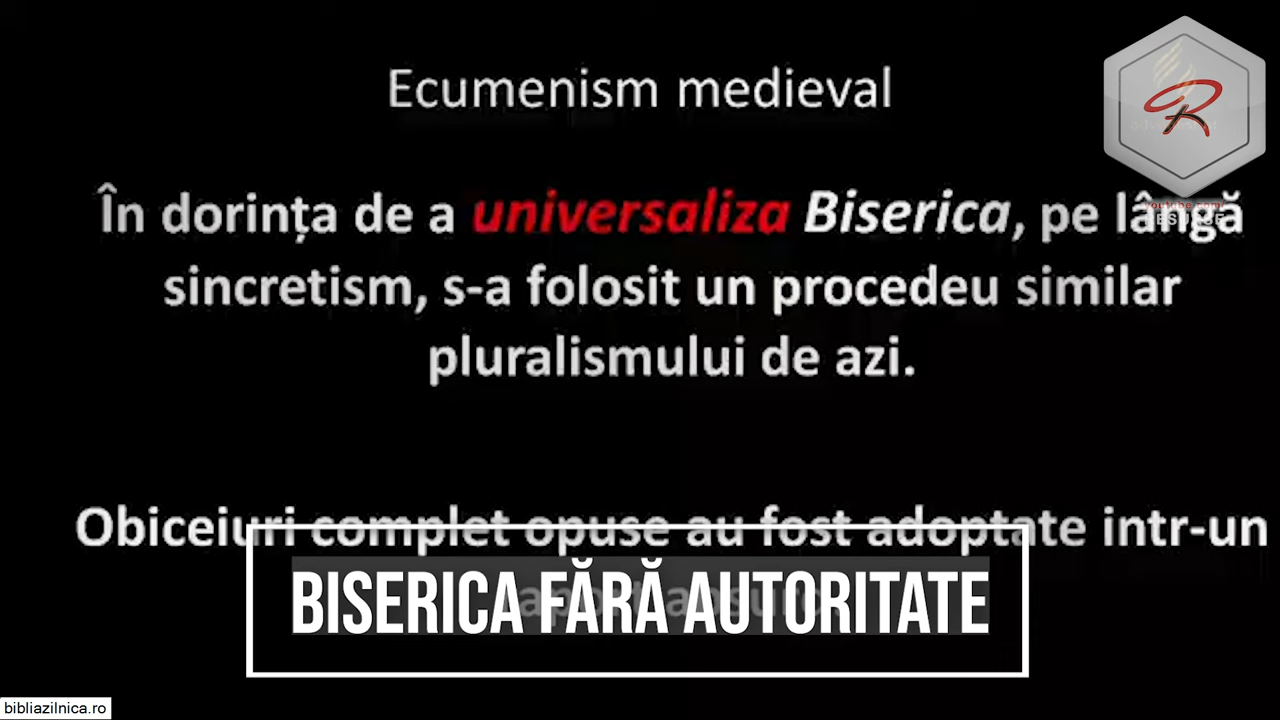 Ecumenism medieval
În dorința de a universaliza Biserica, pe lângă
sincretism, s-a folosit un procedeu similar
pluralismului de azi.
Obiceiuri complet opuse au fost adoptate intr-un
BISERICA FĂRĂ AUTORITATE
bibliazilnica.ro